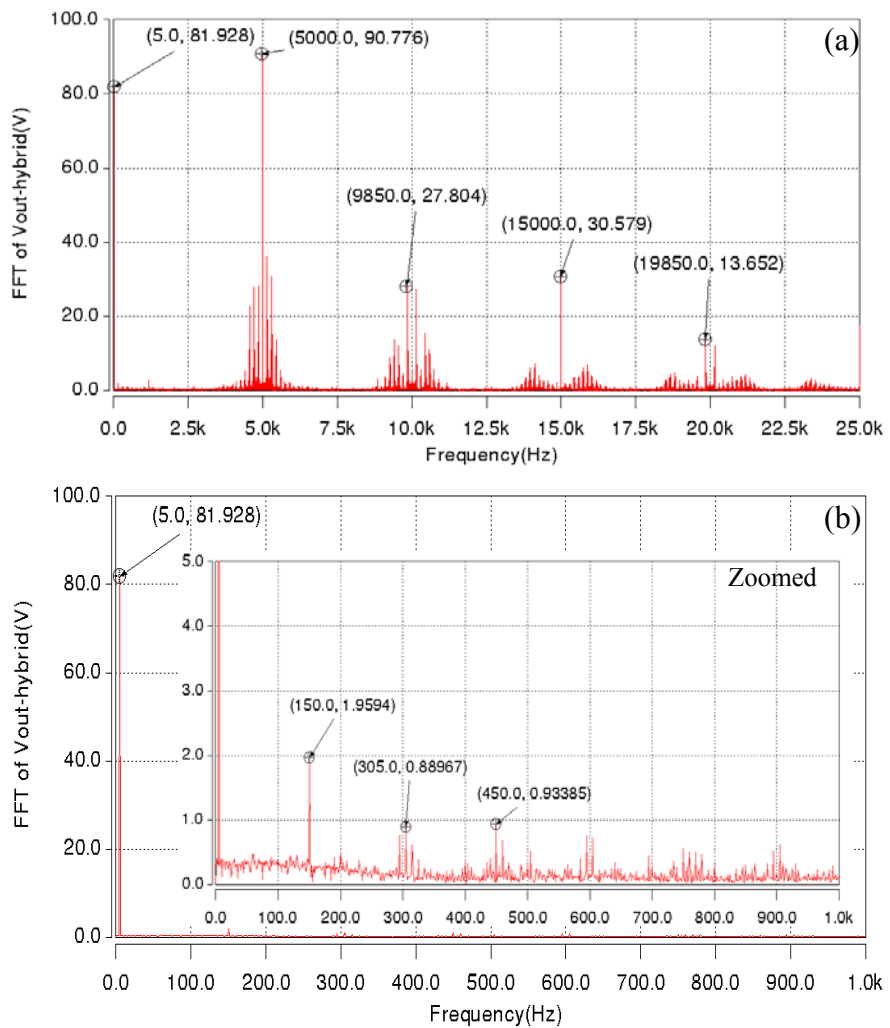 (a)
100.0
(5.0, 81.928)
(5000.0, 90.776)
80.0
60.0
(9850.0, 27.804)
(15000.0, 30.579)
40.0
(19850.0, 13.652)
20.0
0.0
FFT of Vout-hybrid(V)
0.0 2.5k 5.0k 7.5k 10.0k 12.5k 15.0k 17.5k 20.0k 22.5k 25.0k
Frequency(Hz)
(b)
100.0
(5.0, 81.928)
80.0
60.0
40.0
20.0
0.0
FFT of Vout-hybrid(V)
Zoomed
5.0
4.0
3.0
(150.0, 1.9594)
2.0
(305.0, 0.88967)
(450.0, 0.93385)
1.0
0.0
0.0 100.0 200.0 300.0 400.0 500.0 600.0 700.0 800.0 900.0 1.0k
0.0 100.0 200.0 300.0 400.0 500.0 600.0 700.0 800.0 900.0 1.0k
Frequency(Hz)